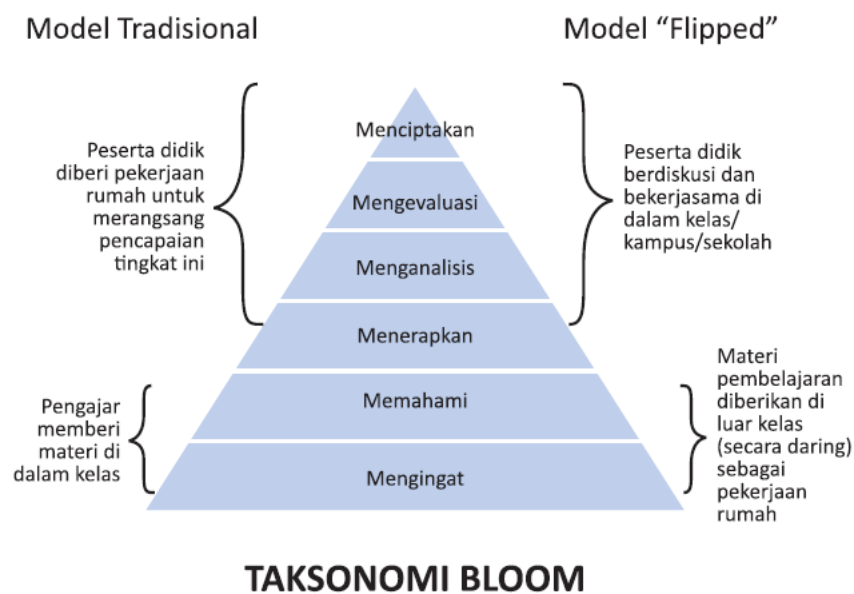 Model Tradisional
Model “Flipped”
Peserta didik
diberi pekerjaan
rumah untuk
merangsang
pencapaian
tingkat ini
Pengajar
memberi
materi di
dalam kelas
Menciptakan
Mengevaluasi
Menganalisis
Menerapkan
Memahami
Mengingat
Peserta didik
berdiskusi dan
bekerjasama di
dalam kelas/
kampus/sekolah
Materi
pembelajaran
diberikan di
luar kelas
(secara daring)
sebagai
pekerjaan
rumah
TAKSONOMI BLOOM